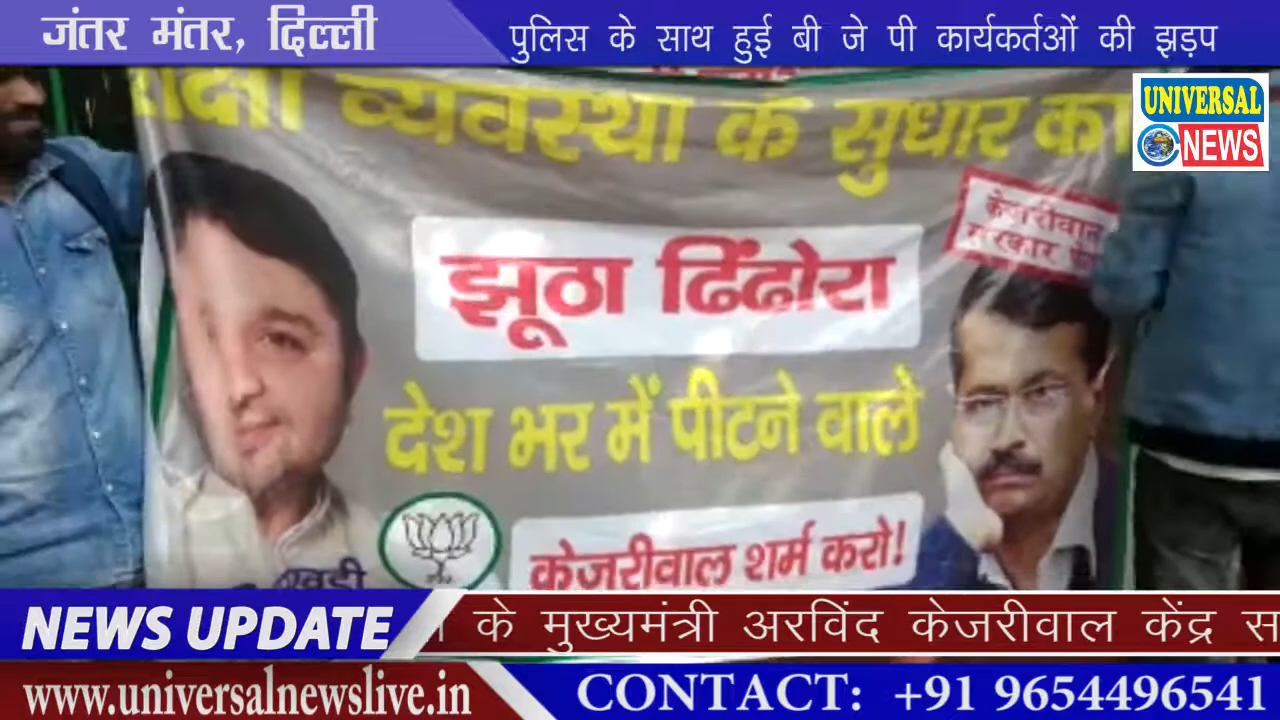 जंतर मंतर, दिल्ली
पुलिस के साथ हुई बी जे पी कार्यकर्तओं की झड़प
UNIVERSAL
NEWS
व्यवस्था के सुधार का
केजरीवाल
सरकार
झूठा ढिंढोरा
देश भर में पीटने वाले
केजरीवाल शर्म करो!
NEWS UPDATE
के मुख्यमंत्री अरविंद केजरीवाल केंद्र स
www.universalnewslive.in
CONTACT: +91 9654496541